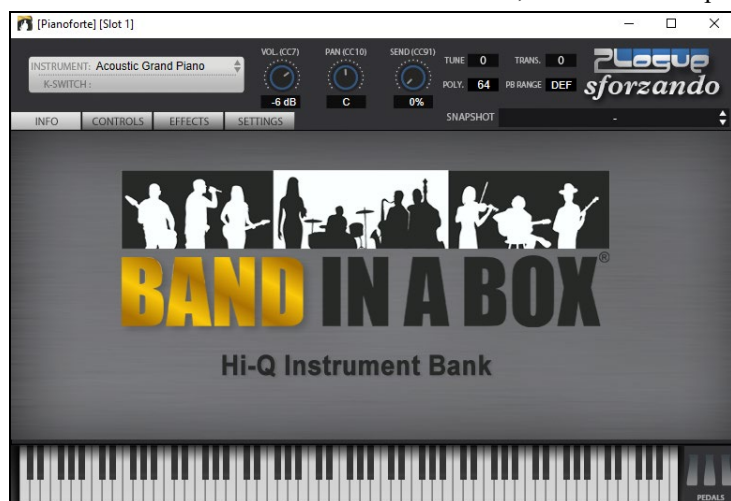 [Pianoforte] [Slot 1]
INSTRUMENT: Acoustic Grand Piano
K-SWITCH :
VOL. (CC7)
-6 dB
PAN (CC10)
C
SEND (CC91)
0%
TUNE 0 TRANS. 0
POLY. 64 PB RANGE DEF
Plogue
sforzando
INFO CONTROLS EFFECTS SETTINGS
SNAPSHOT -
BAND IN A BOX®
Hi-Q Instrument Bank
PEDALS